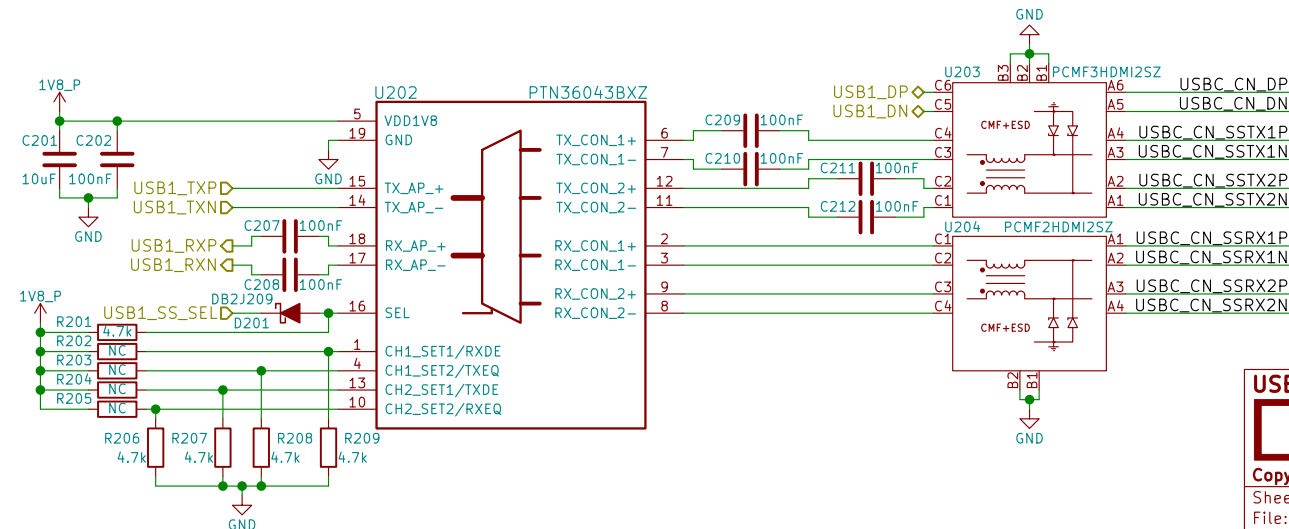 GND
U203
B3
B2
B1
PCMF3HDMI2SZ
1V8_P
U202
PTN36043BXZ
USB1_DP
C6
A6
USBC_CN_DP
USB1_DN
C5
A5
USBC_CN_DN
5
VDD1V8
C209
100nF
CMF+ESD
C201
C202
19
GND
TX_CON_1+
6
C4
A4
USBC_CN_SSTX1P
TX_CON_1-
7
C210
100nF
C3
A3
USBC_CN_SSTX1N
10uF
100nF
GND
C211
100nF
USB1_TXP
15
TX_AP_+
TX_CON_2+
12
C2
A2
USBC_CN_SSTX2P
USB1_TXN
14
TX_AP_-
TX_CON_2-
11
C212
100nF
C1
A1
USBC_CN_SSTX2N
GND
C207
100nF
U204
PCMF2HDMI2SZ
USB1_RXP
18
RX_AP_+
RX_CON_1+
2
C1
A1
USBC_CN_SSRX1P
USB1_RXN
17
RX_AP_-
RX_CON_1-
3
C2
A2
USBC_CN_SSRX1N
C208
100nF
RX_CON_2+
9
C3
A3
USBC_CN_SSRX2P
1V8_P
DB2J209
USB1_SS_SEL
D201
16
SEL
RX_CON_2-
8
C4
A4
USBC_CN_SSRX2N
CMF+ESD
R201
4.7k
R202
NC
1
CH1_SET1/RXDE
R203
NC
4
CH1_SET2/TXEQ
R204
NC
13
CH2_SET1/TXDE
R205
NC
10
CH2_SET2/RXEQ
B2
B1
GND
R206
4.7k
R207
4.7k
R208
4.7k
R209
4.7k
GND
USB
Copy
Shee
File: